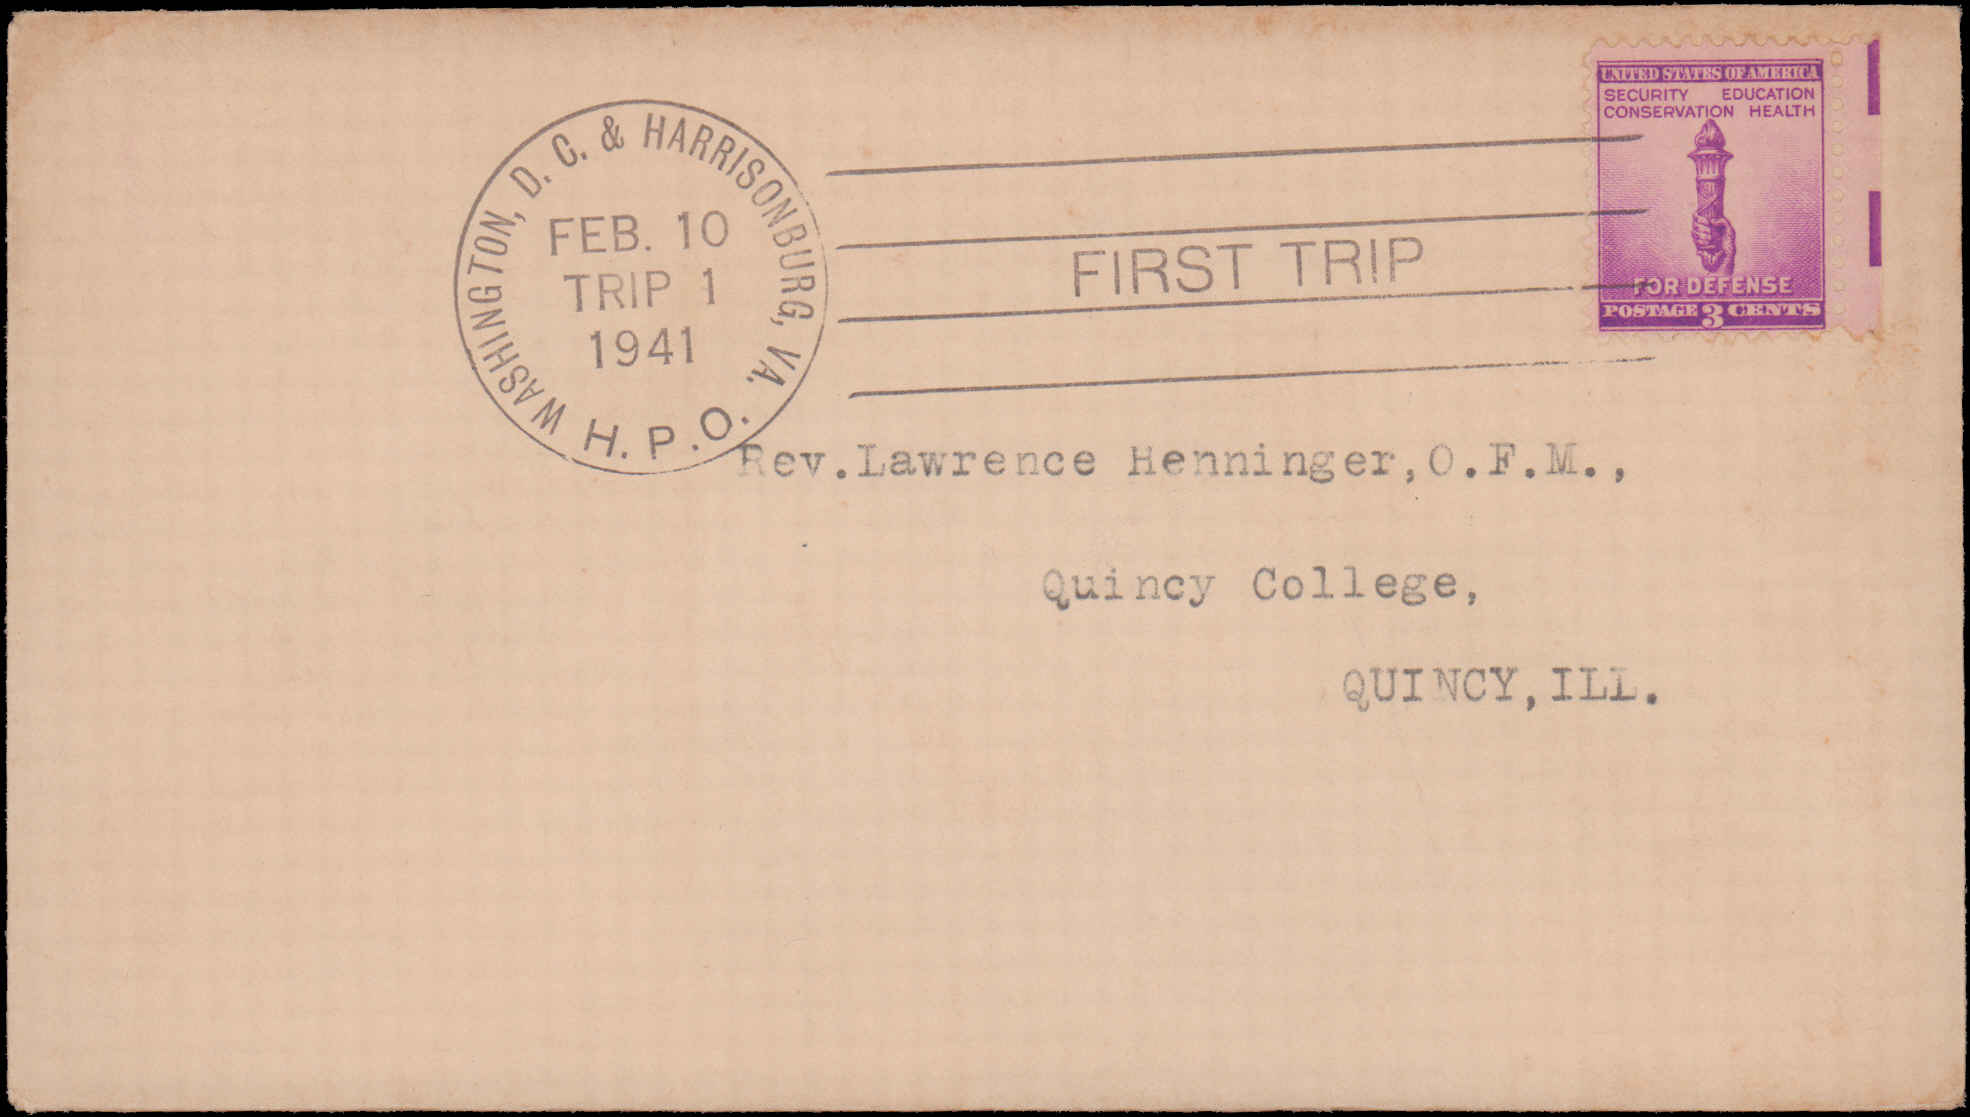 WASHINGTON, D. C. & HARRISONBURG, VA.
FEB. 10
TRIP 1
1941
H.P.O.
FIRST TRIP
UNITED STATES OF AMERICA
SECURITY EDUCATION
CONSERVATION HEALTH
FOR DEFENSE
POSTAGE 3 CENTS
Rev.Lawrence Henninger,O.F.M.,
Quincy College,
QUINCY,ILL.